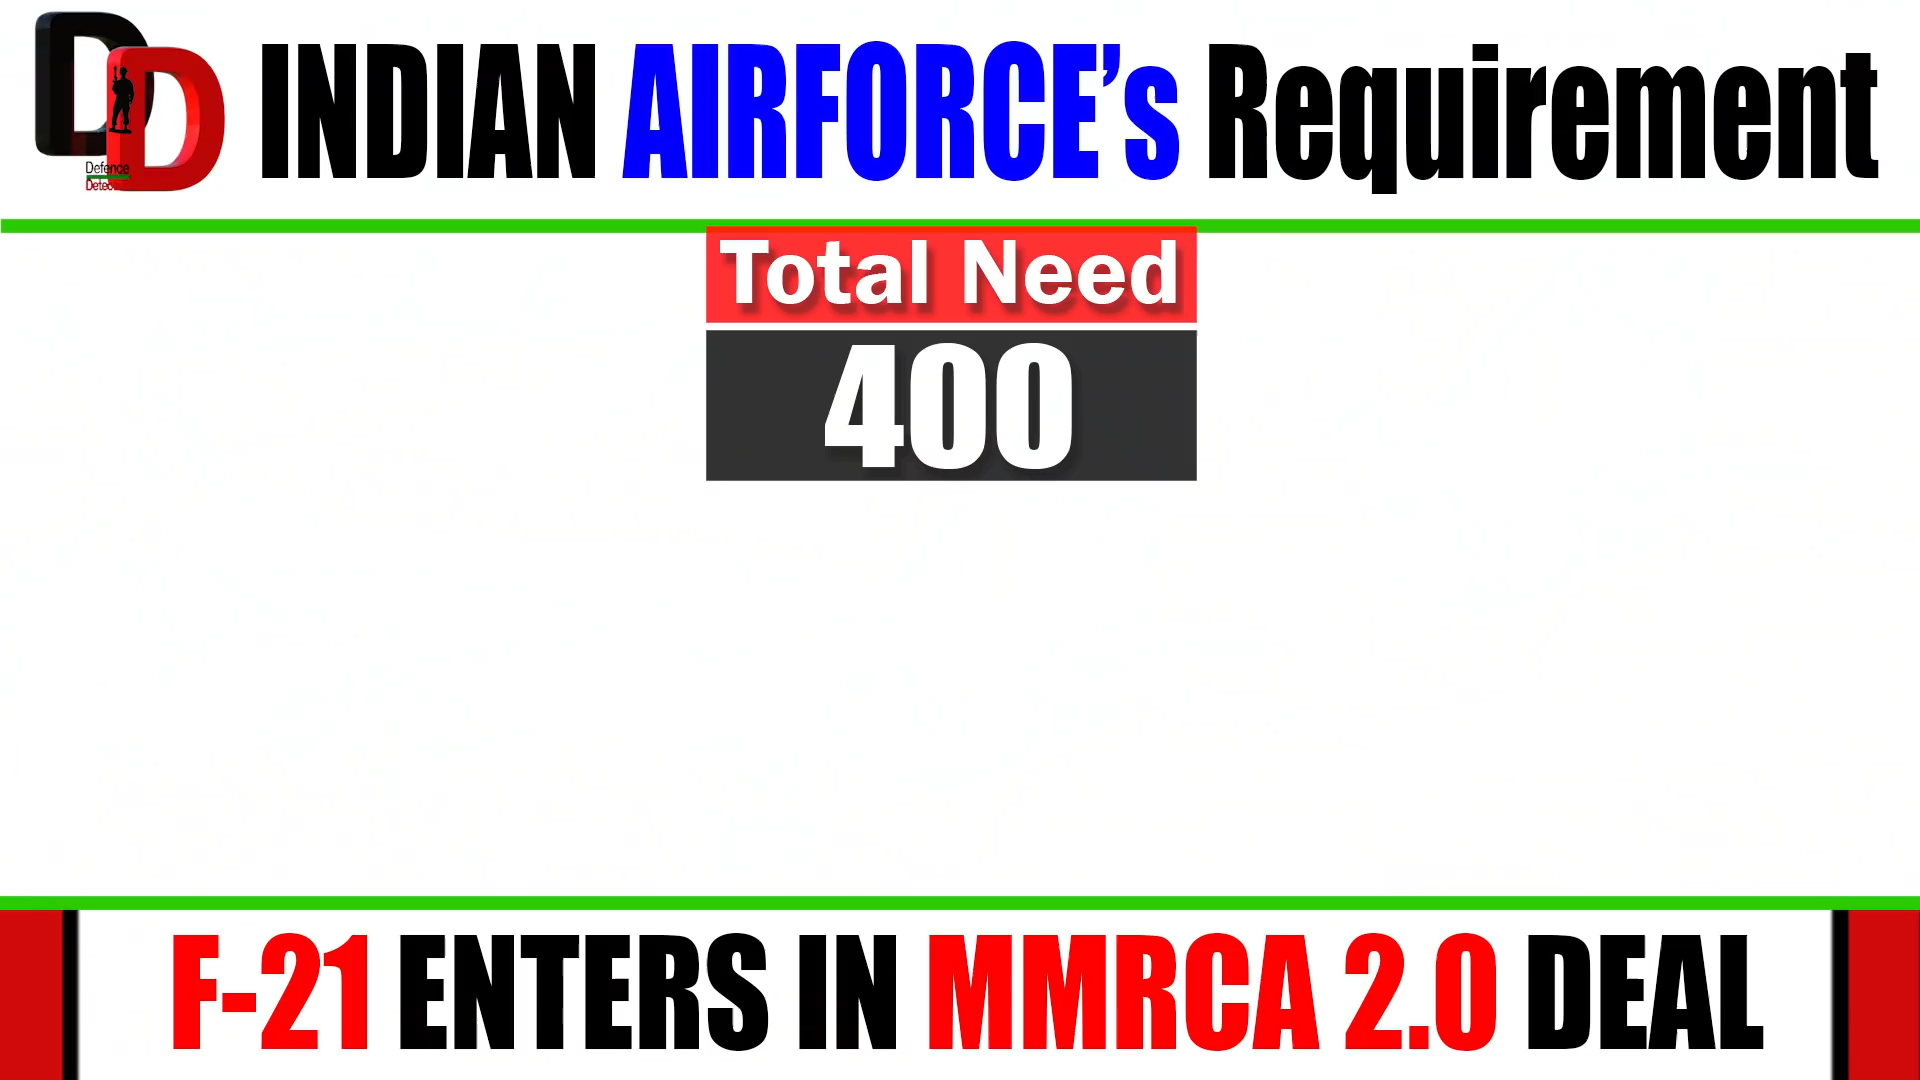 Defence
INDIAN AIRFORCE's Requirement
Total Need
400
F-21 ENTERS IN MMRCA 2.0 DEAL